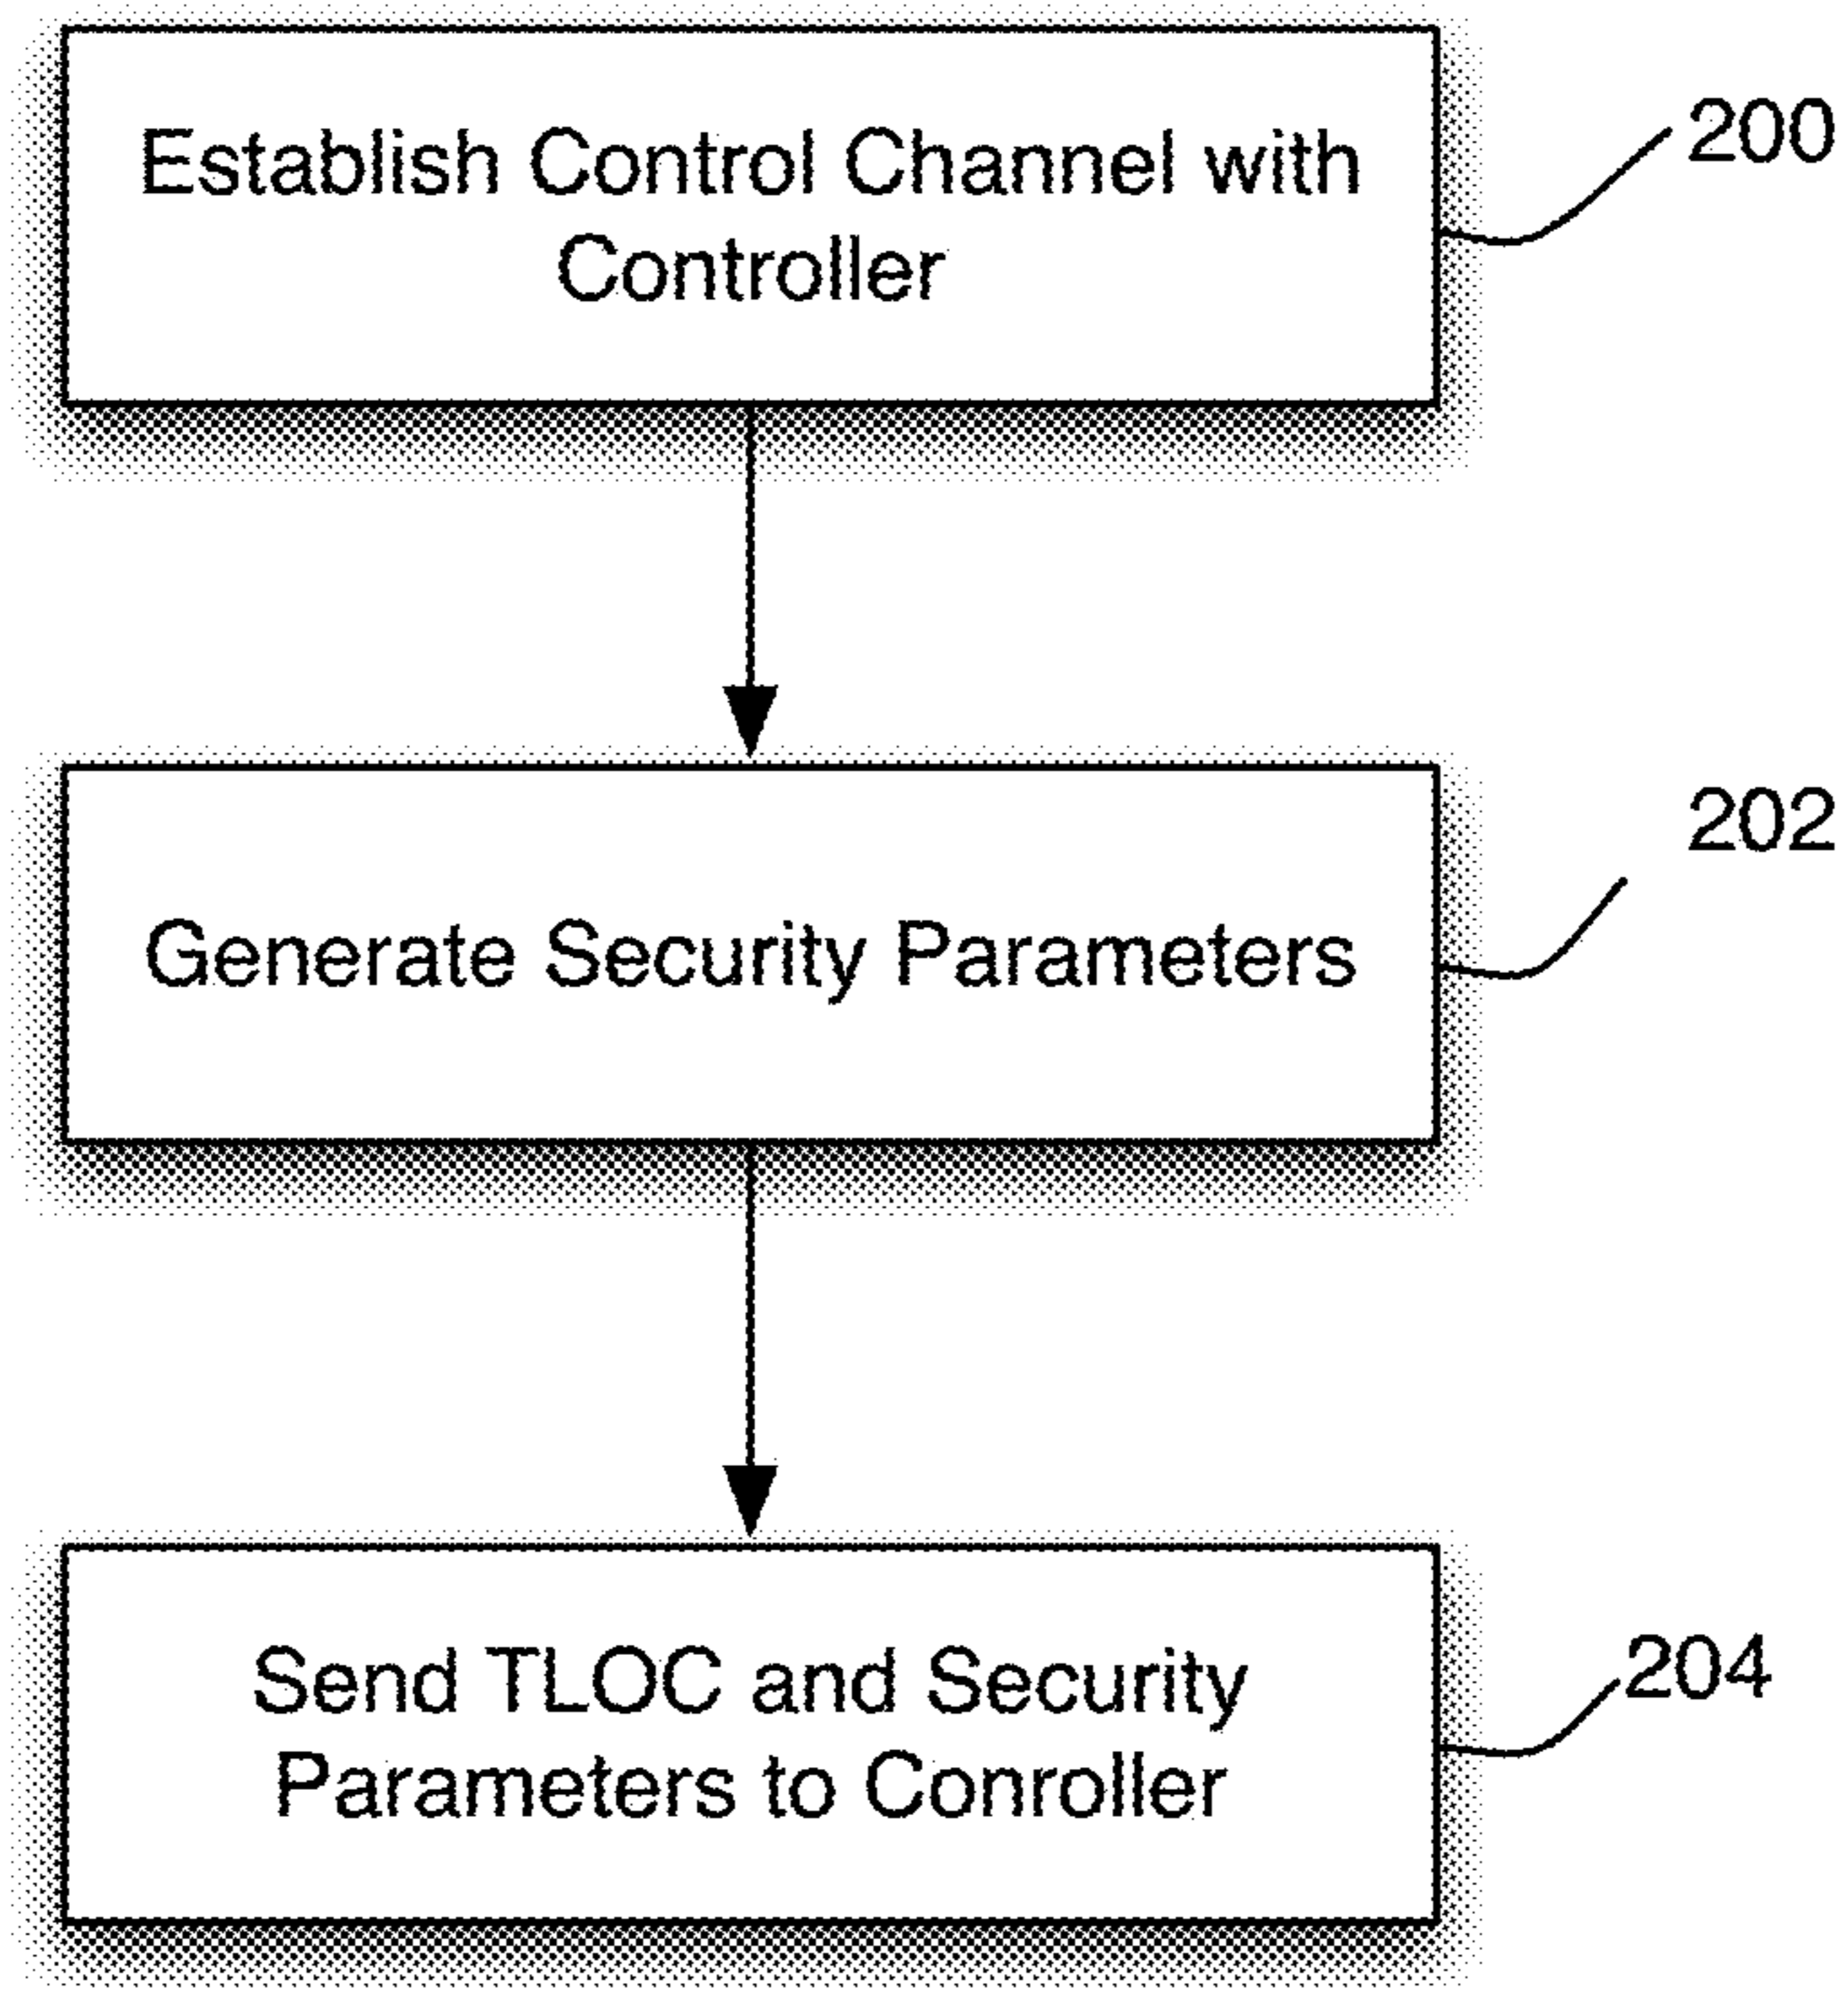 Establish Control Channel with
Controller
200
Generate Security Parameters
202
Send TLOC and Security
Parameters to Conroller
204